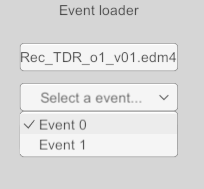 Event loader
Rec_TDR_o1_v01.edm4
Select a event...
Event 0
Event 1